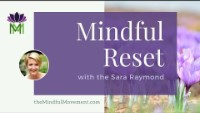 Mindful
Reset
with the Sara Raymond
theMindfulMovement.com